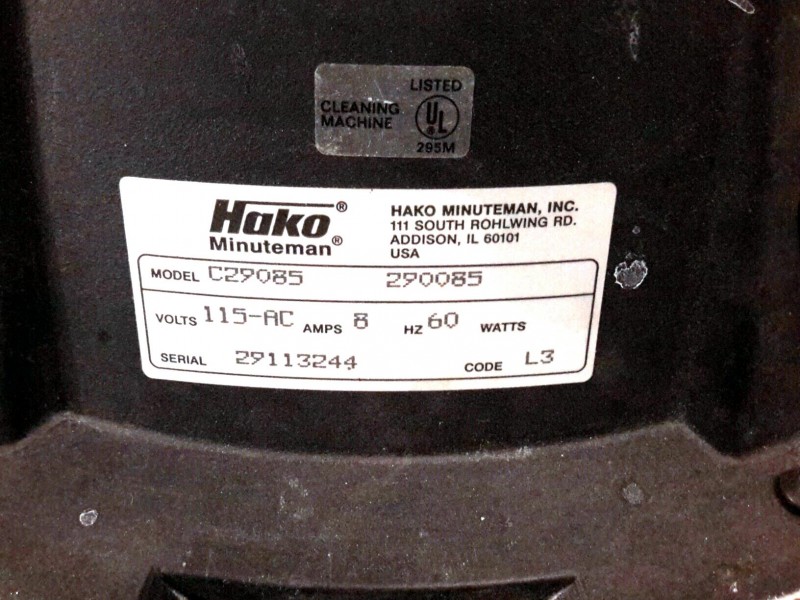 LISTED
CLEANING MACHINE
UL ®
295M
Hako®
Minuteman®
HAKO MINUTEMAN, INC.
111 SOUTH ROHLWING RD.
ADDISON, IL 60101
USA
MODEL C29085 290085
VOLTS 115-AC AMPS 8 HZ 60 WATTS
SERIAL 29113244 CODE L3